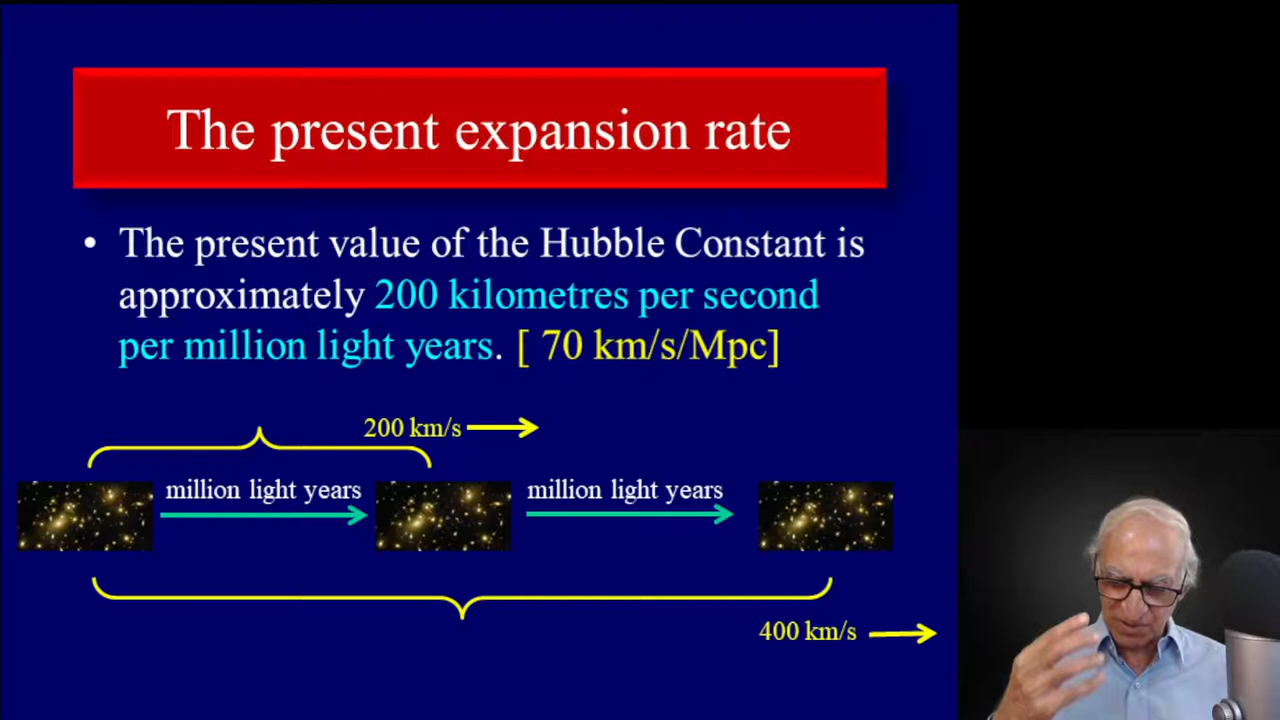 The present expansion rate
• The present value of the Hubble Constant is
approximately 200 kilometres per second
per million light years. [ 70 km/s/Mpc]
200 km/s
million light years
million light years
400 km/s